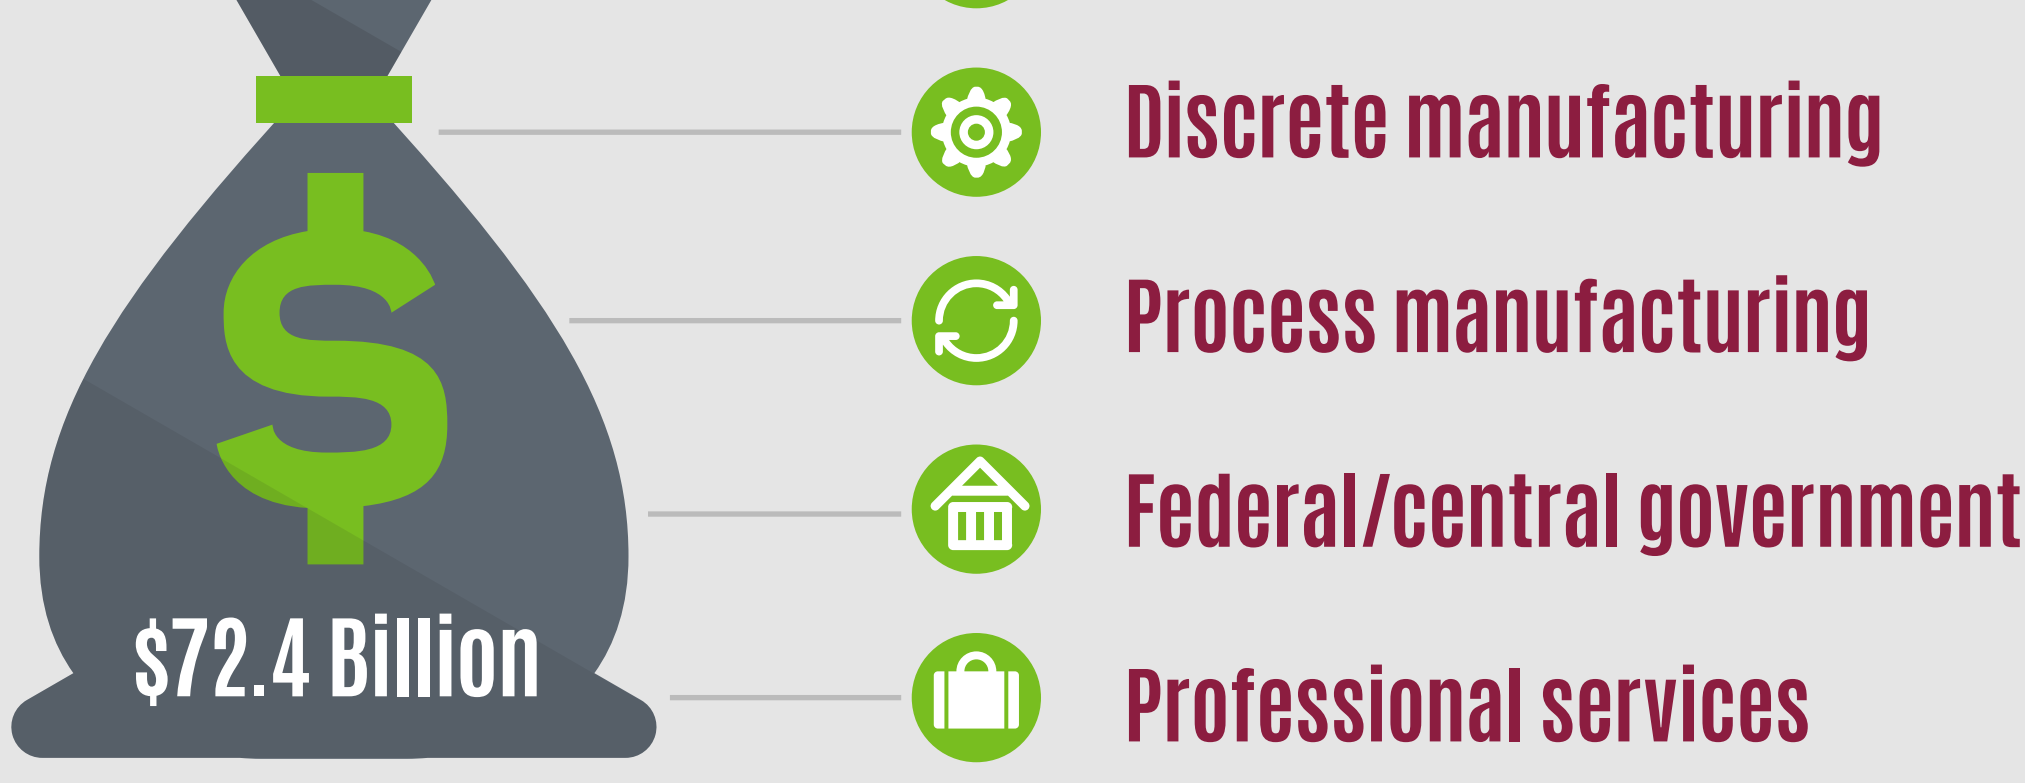 Discrete manufacturing
Process manufacturing
Federal/central government
Professional services
$
$72.4 Billion